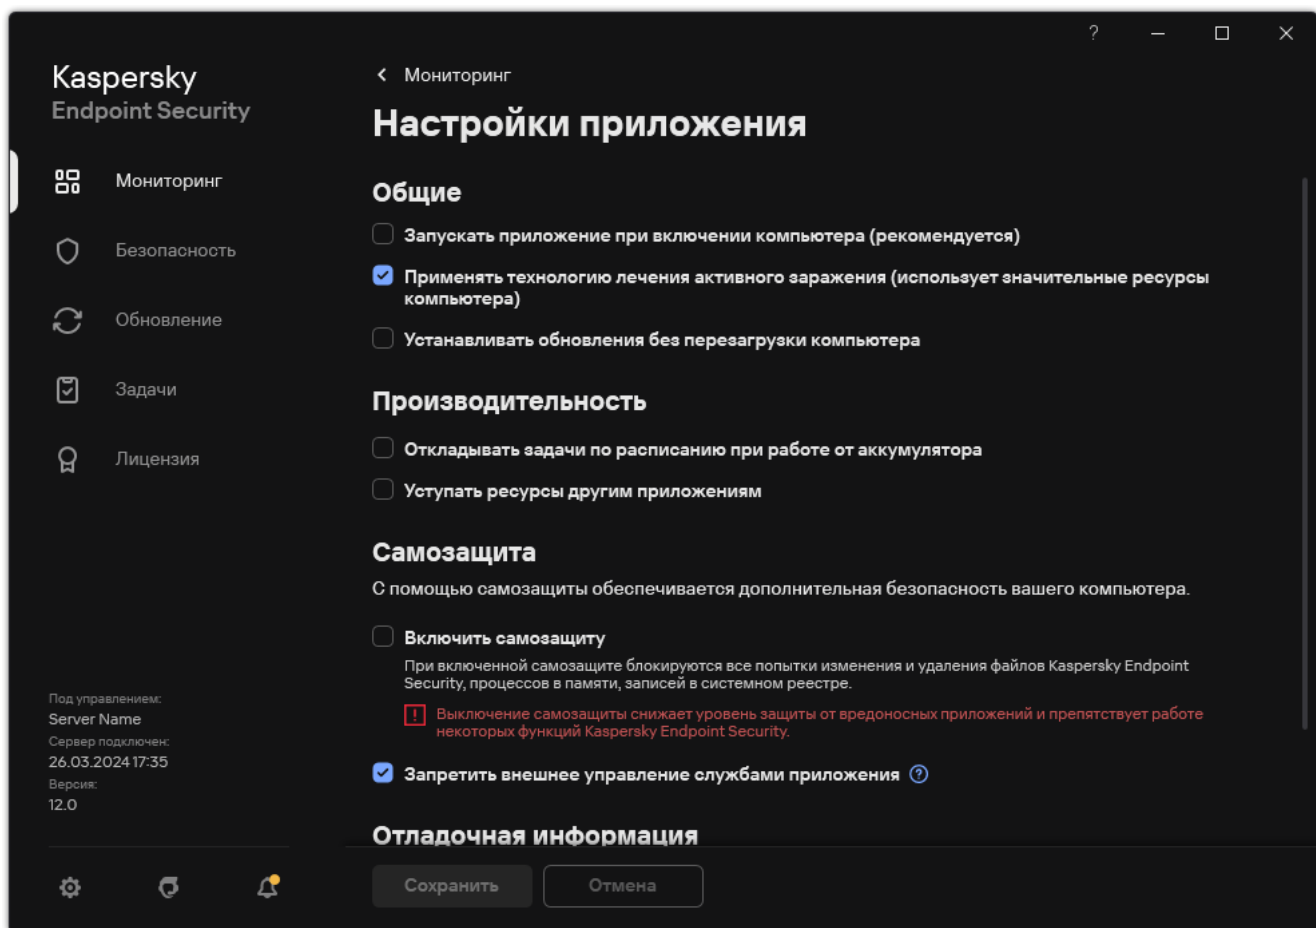 ?
Kaspersky
Endpoint Security
Мониторинг
Безопасность
Обновление
Задачи
Лицензия
Под управлением:
Server Name
Сервер подключен:
26.03.2024 17:35
Версия:
12.0
Мониторинг
Настройки приложения
Общие
Запускать приложение при включении компьютера (рекомендуется)
Применять технологию лечения активного заражения (использует значительные ресурсы
компьютера)
Устанавливать обновления без перезагрузки компьютера
Производительность
Откладывать задачи по расписанию при работе от аккумулятора
Уступать ресурсы другим приложениям
Самозащита
С помощью самозащиты обеспечивается дополнительная безопасность вашего компьютера.
Включить самозащиту
При включенной самозащите блокируются все попытки изменения и удаления файлов Kaspersky Endpoint
Security, процессов в памяти, записей в системном реестре.
Выключение самозащиты снижает уровень защиты от вредоносных приложений и препятствует работе
некоторых функций Kaspersky Endpoint Security.
Запретить внешнее управление службами приложения ?
Отладочная информация
Сохранить
Отмена